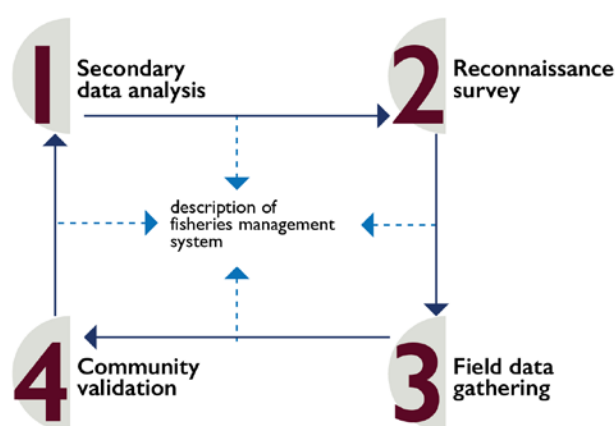 1
Secondary
data analysis
2
Reconnaissance
survey
description of
fisheries management
system
4
Community
validation
3
Field data
gathering